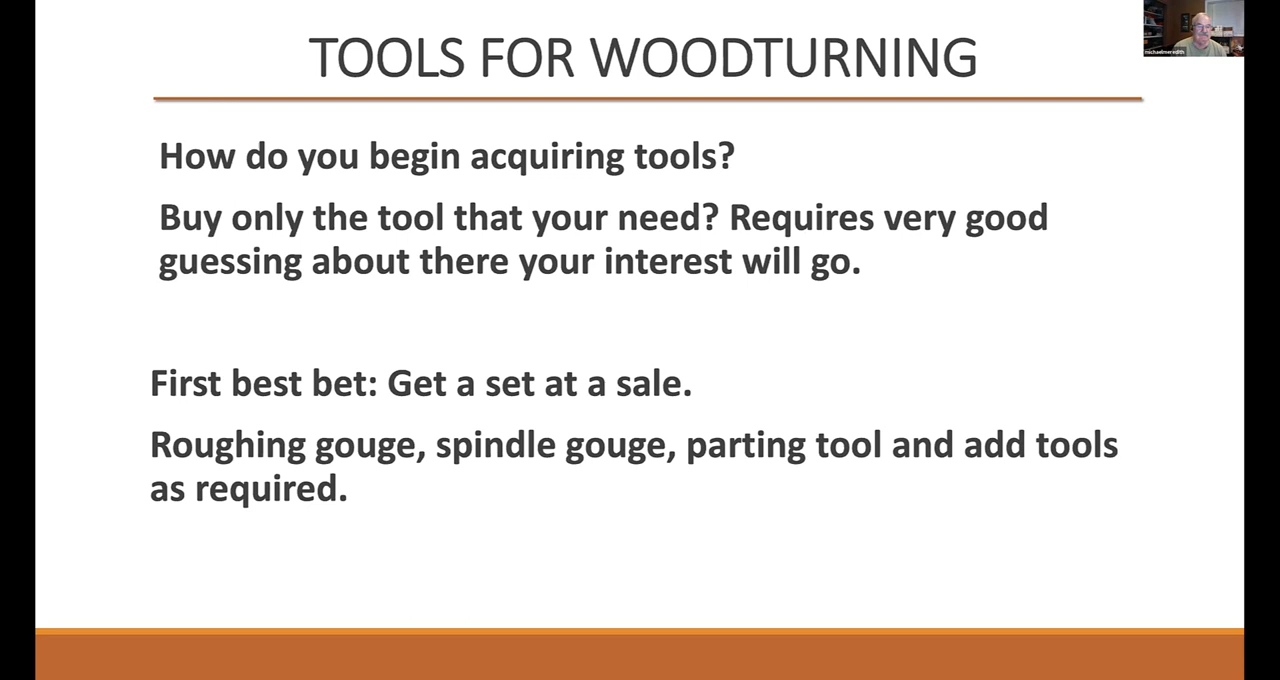 TOOLS FOR WOODTURNING
How do you begin acquiring tools?
Buy only the tool that your need? Requires very good
guessing about there your interest will go.
First best bet: Get a set at a sale.
Roughing gouge, spindle gouge, parting tool and add tools
as required.
michaelmeredith